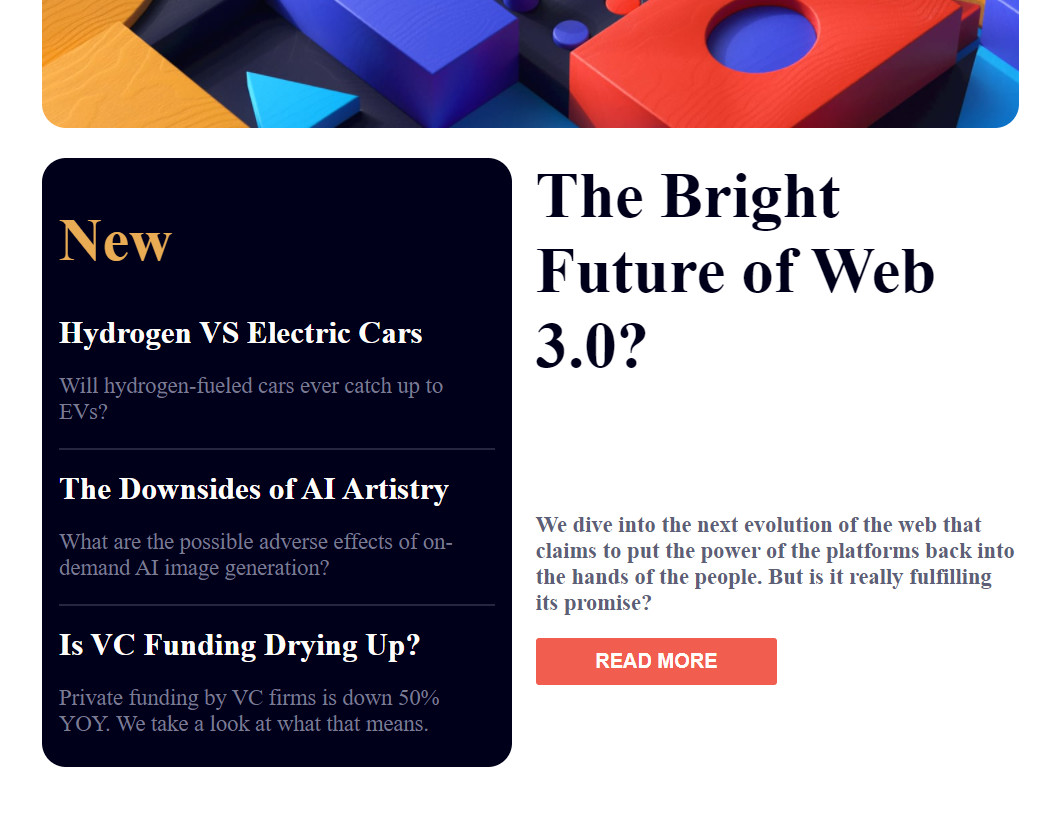 New
Hydrogen VS Electric Cars
Will hydrogen-fueled cars ever catch up to
EVs?
The Downsides of AI Artistry
What are the possible adverse effects of on-
demand AI image generation?
Is VC Funding Drying Up?
Private funding by VC firms is down 50%
YOY. We take a look at what that means.
The Bright
Future of Web
3.0?
We dive into the next evolution of the web that
claims to put the power of the platforms back into
the hands of the people. But is it really fulfilling
its promise?
READ MORE